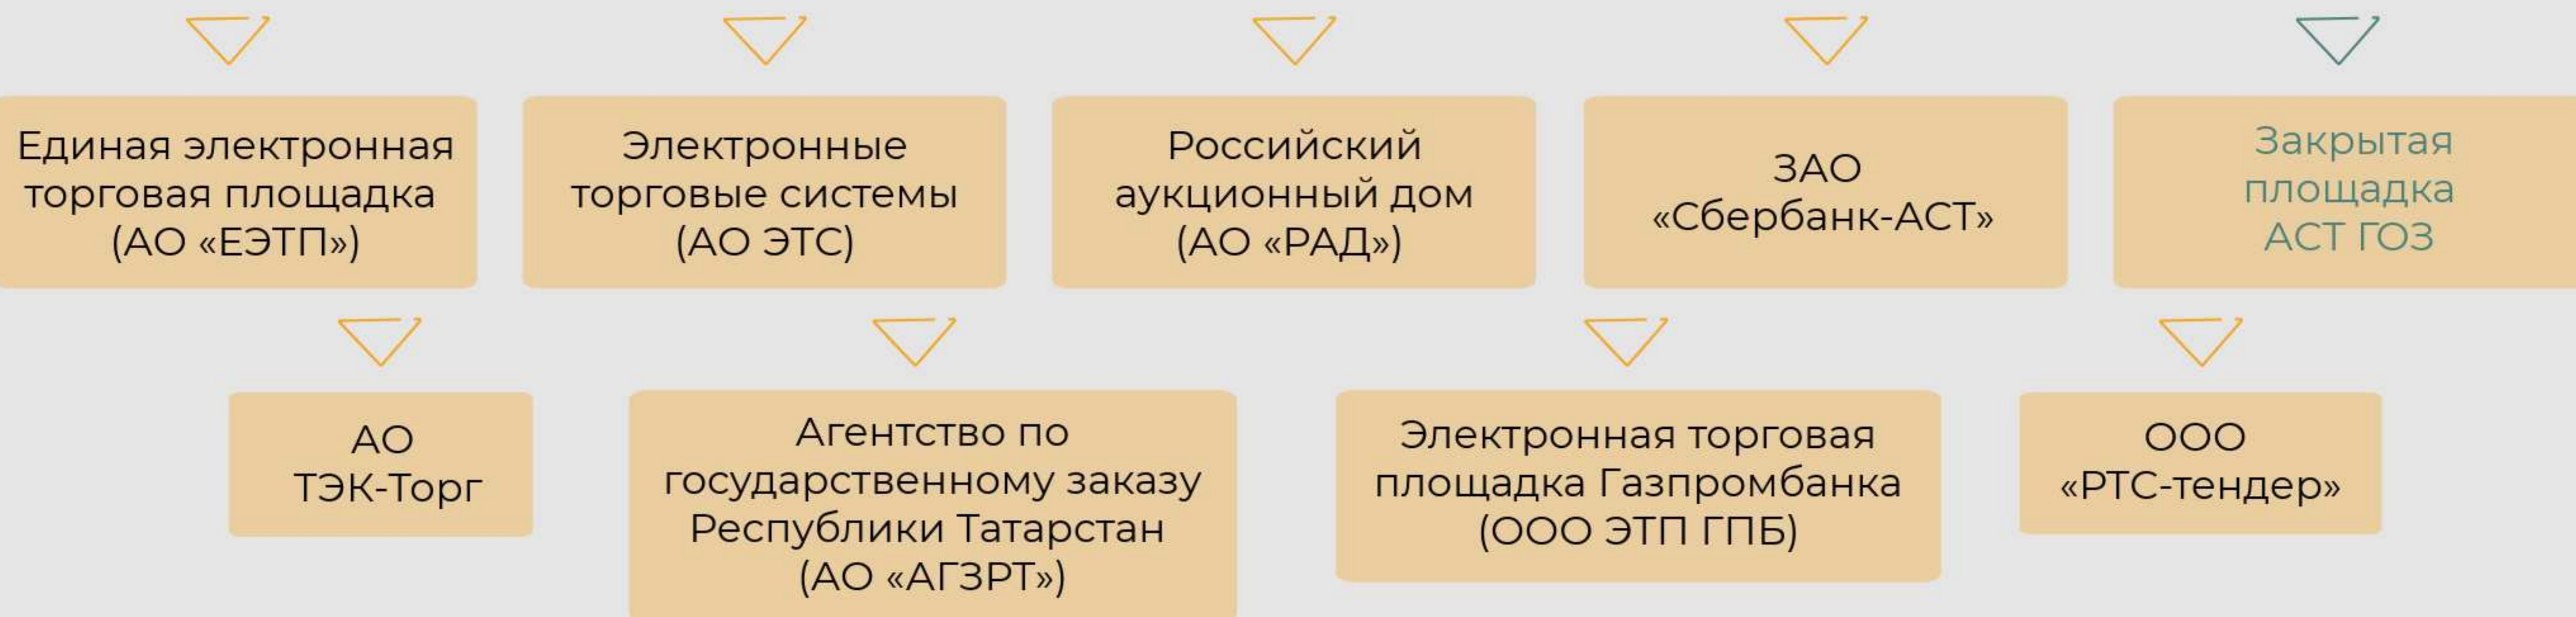 Единая электронная
торговая площадка
(АО «ЕЭТП»)
Электронные
торговые системы
(АО ЭТС)
Российский
аукционный дом
(АО «РАД»)
ЗАО
«Сбербанк-АСТ»
Закрытая
площадка
АСТ ГОЗ
АО
ТЭК-Торг
Агентство по
государственному заказу
Республики Татарстан
(АО «АГЗРТ»)
Электронная торговая
площадка Газпромбанка
(ООО ЭТП ГПБ)
ООО
«РТС-тендер»